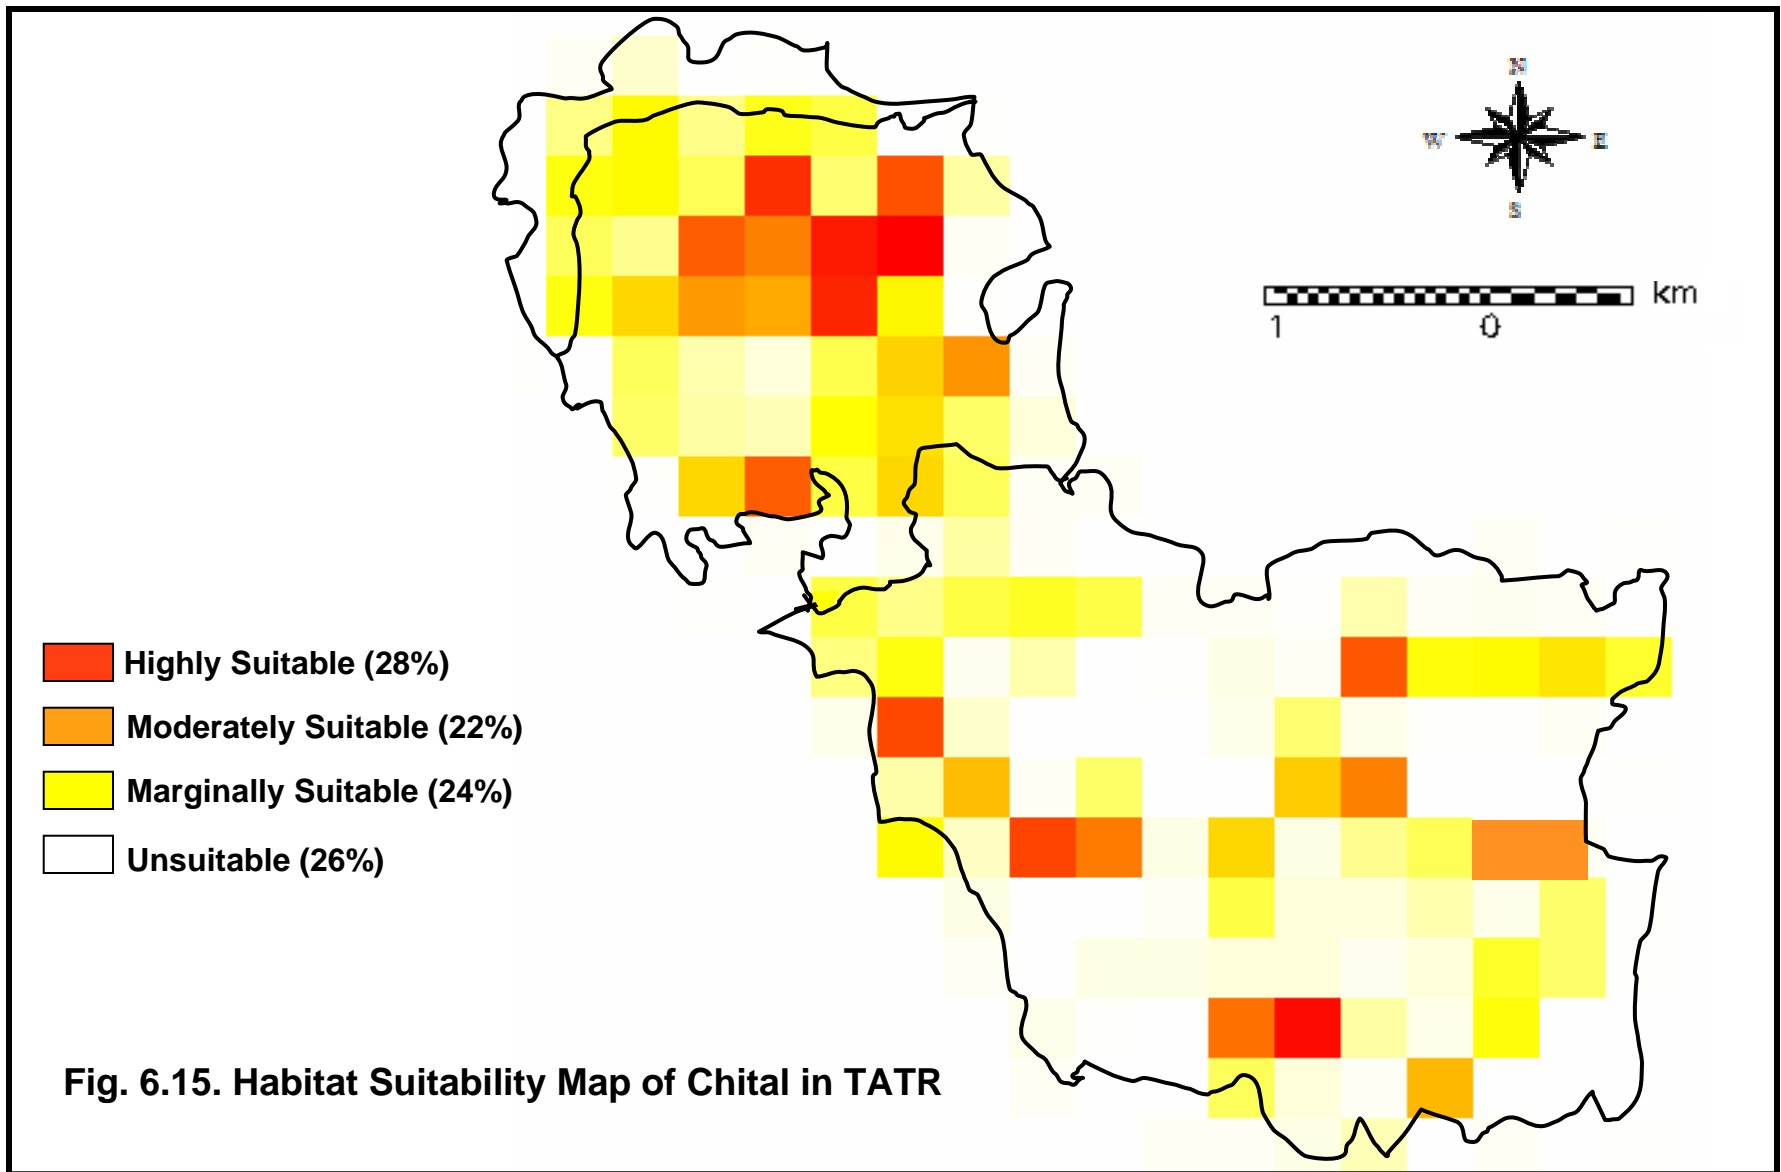 N
W E
S
km
1 0
Highly Suitable (28%)
Moderately Suitable (22%)
Marginally Suitable (24%)
Unsuitable (26%)
Fig. 6.15. Habitat Suitability Map of Chital in TATR